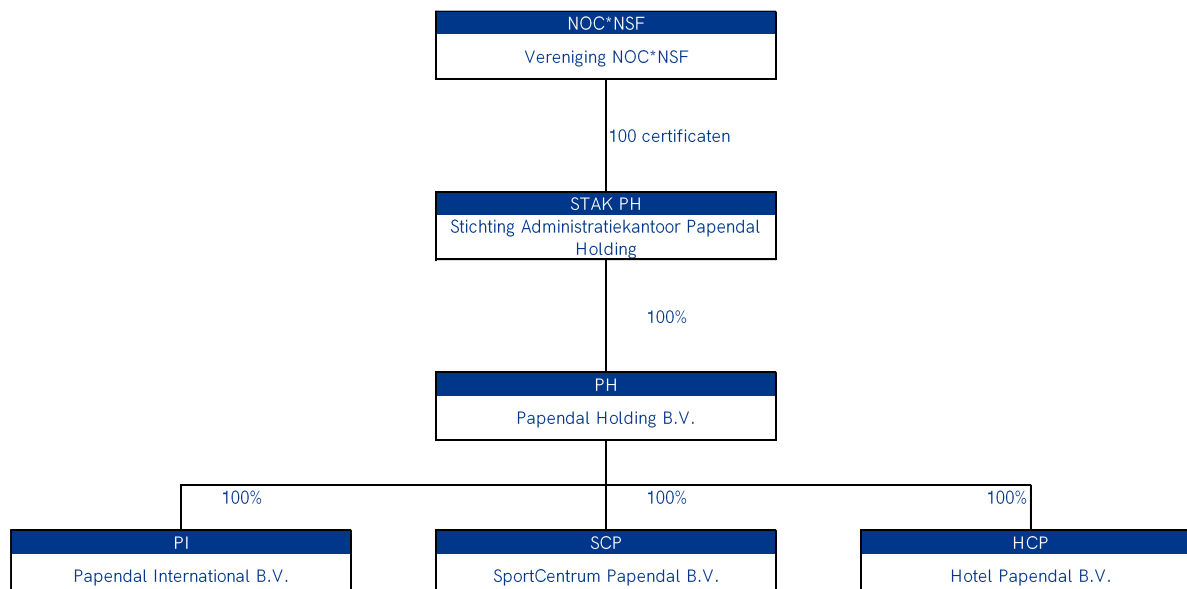 NOC*NSF
Vereniging NOC*NSF
100 certificaten
STAK PH
Stichting Administratiekantoor Papendal
Holding
100%
PH
Papendal Holding B.V.
100%
100%
100%
PI
SCP
HCP
Papendal International B.V.
SportCentrum Papendal B.V.
Hotel Papendal B.V.